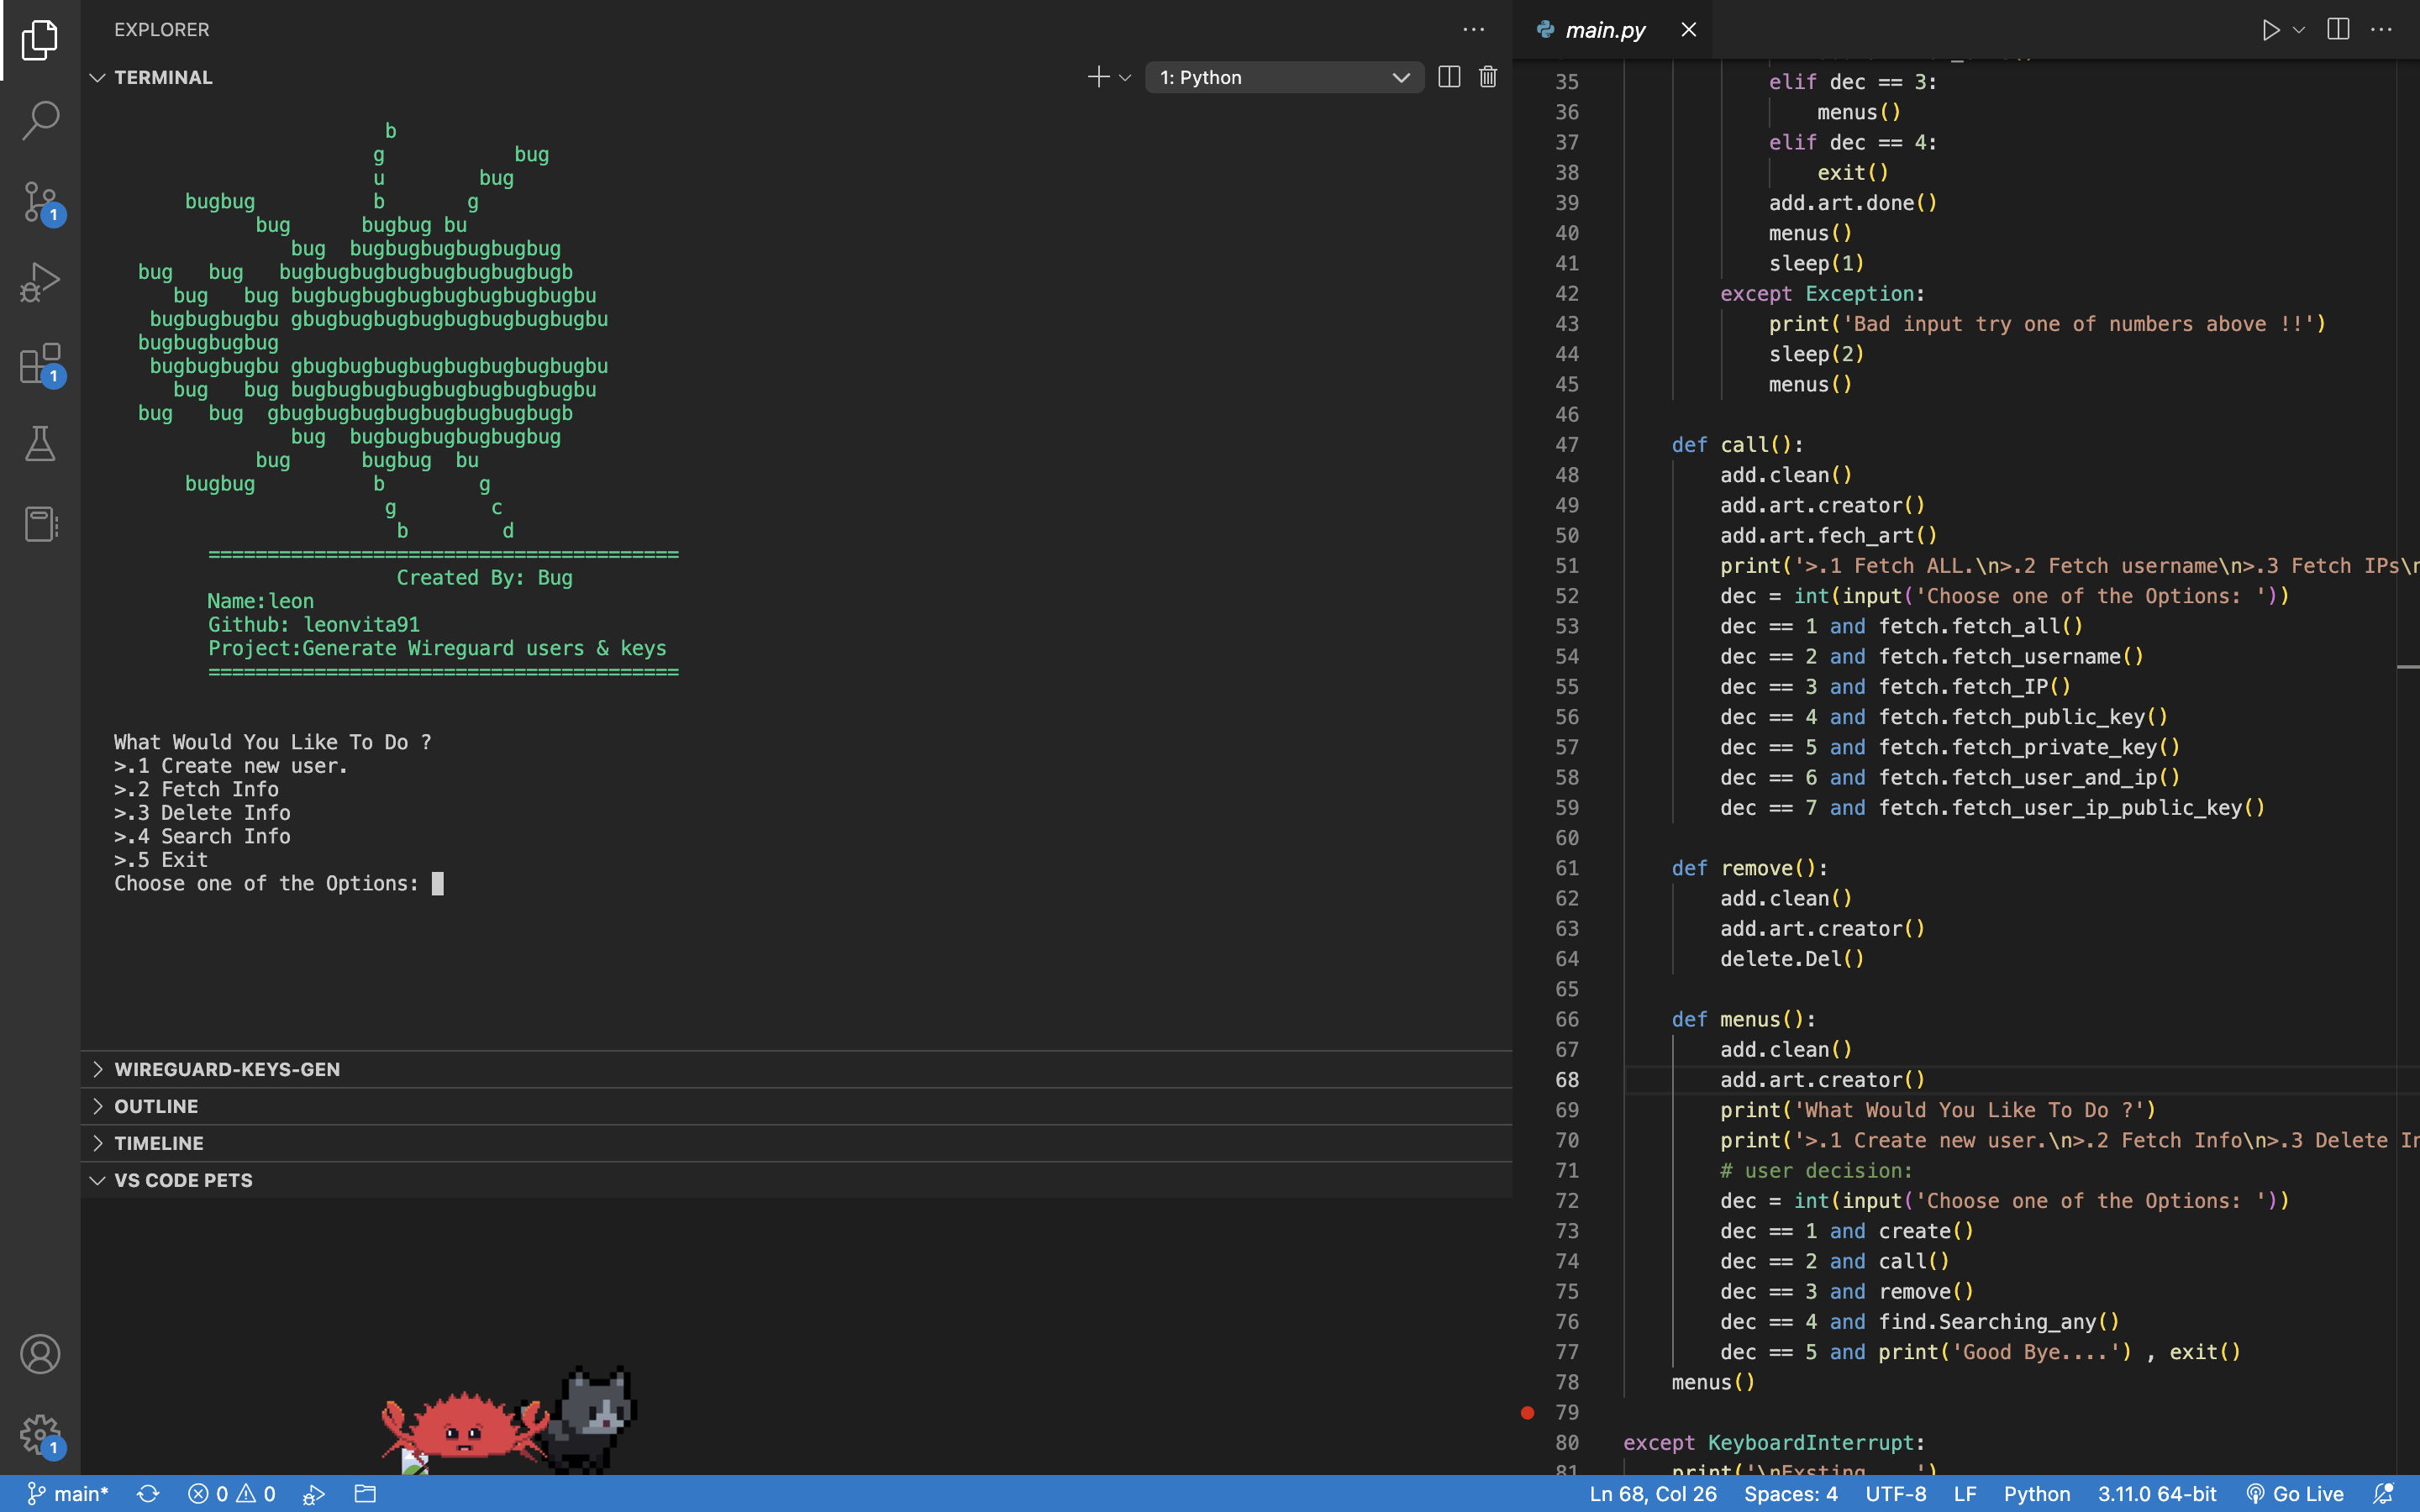 EXPLORER
TERMINAL
1: Python
b
g bug
u bug
bugbug b g
bug bugbug bu
bug bugbugbugbugbugbug
bug bug bugbugbugbugbugbugbugbugb
bug bug bugbugbugbugbugbugbugbugbu
bugbugbugbu gbugbugbugbugbugbugbugbugbu
bugbugbugbug
bugbugbugbu gbugbugbugbugbugbugbugbugbu
bug bug bugbugbugbugbugbugbugbugbu
bug bug gbugbugbugbugbugbugbugbugb
bug bugbugbugbugbugbug
bug bugbug bu
bugbug b g
g c
b d
========================================
Created By: Bug
Name:leon
Github: leonvita91
Project:Generate Wireguard users & keys
========================================
What Would You Like To Do ?
>.1 Create new user.
>.2 Fetch Info
>.3 Delete Info
>.4 Search Info
>.5 Exit
Choose one of the Options:
WIREGUARD-KEYS-GEN
OUTLINE
TIMELINE
VS CODE PETS
main.py
35 elif dec == 3:
36 menus()
37 elif dec == 4:
38 exit()
39 add.art.done()
40 menus()
41 sleep(1)
42 except Exception:
43 print('Bad input try one of numbers above !!')
44 sleep(2)
45 menus()
46
47 def call():
48 add.clean()
49 add.art.creator()
50 add.art.fech_art()
51 print('>.1 Fetch ALL.\n>.2 Fetch username\n>.3 Fetch IPs\n
52 dec = int(input('Choose one of the Options: '))
53 dec == 1 and fetch.fetch_all()
54 dec == 2 and fetch.fetch_username()
55 dec == 3 and fetch.fetch_IP()
56 dec == 4 and fetch.fetch_public_key()
57 dec == 5 and fetch.fetch_private_key()
58 dec == 6 and fetch.fetch_user_and_ip()
59 dec == 7 and fetch.fetch_user_ip_public_key()
60
61 def remove():
62 add.clean()
63 add.art.creator()
64 delete.Del()
65
66 def menus():
67 add.clean()
68 add.art.creator()
69 print('What Would You Like To Do ?')
70 print('>.1 Create new user.\n>.2 Fetch Info\n>.3 Delete In
71 # user decision:
72 dec = int(input('Choose one of the Options: '))
73 dec == 1 and create()
74 dec == 2 and call()
75 dec == 3 and remove()
76 dec == 4 and find.Searching_any()
77 dec == 5 and print('Good Bye....') , exit()
78 menus()
79
80 except KeyboardInterrupt:
81 print('\nExsting....')
1
1
1
main* 0 0
Ln 68, Col 26 Spaces: 4 UTF-8 LF Python 3.11.0 64-bit Go Live